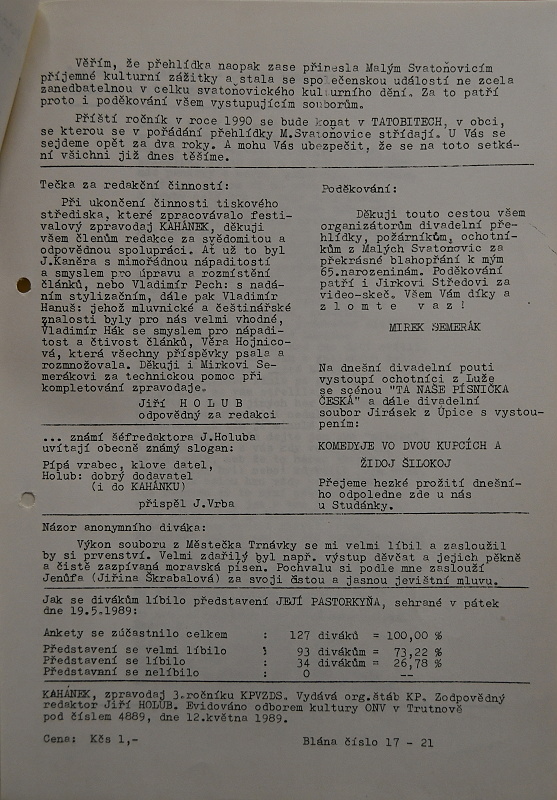 Věřím, že přehlídka naopak zase přinesla Malým Svatoňovicím
příjemné kulturní zážitky a stala se společenskou událostí ne zcela
zanedbatelnou v celku svatoňovického kulturního dění. Za to patří
proto i poděkování všem vystupujícím souborům.
Příští ročník v roce 1990 se bude konat v TATOBITECH, v obci,
se kterou se v pořádání přehlídky M.Svatoňovice střídají. U Vás se
sejdeme opět za dva roky. A mohu Vás ubezpečit, že se na toto setká-
ní všichni již dnes těšíme.
Tečka za redakční činností:
Při ukončení činnosti tiskového
střediska, které zpracovávalo festi-
valový zpravodaj KAHÁNEK, děkuji
všem členům redakce za svědomitou a
odpovědnou spolupráci. Ať už to byl
J.Kaněra s mimořádnou nápaditostí
a smyslem pro úpravu a rozmístění
článků, nebo Vladimír Pech: s nadá-
ním stylizačním, dále pak Vladimír
Hanuš: jehož mluvnické a češtinářské
znalosti byly pro nás velmi vhodné,
Vladimír Hák se smyslem pro nápadi-
tost a čtivost článků, Věra Hojnico-
vá, která všechny příspěvky psala a
rozmnožovala. Děkuji i Mirkovi Se-
merákovi za technickou pomoc při
kompletování zpravodaje.
Jiří H O L U B
odpovědný za redakci
... známí šéfredaktora J.Holuba
uvítají obecně známý slogan:
Pípá vrabec, klove datel,
Holub: dobrý dodavatel
(i do KAHÁNKU)
přispěl J.Vrba
Poděkování:
Děkuji touto cestou všem
organizátorům divadelní pře-
hlídky, požárníkům, ochotní-
kům z Malých Svatoňovic za
překrásné blahopřání k mým
65.narozeninám. Poděkování
patří i Jirkovi Středovi za
video-skeč. Všem Vám díky a
z l o m t e v a z !
MIREK SEMERÁK
Na dnešní divadelní pouti
vystoupí ochotníci z Luže
se scénou "TA NAŠE PÍSNIČKA
ČESKÁ" a dále divadelní
soubor Jirásek z Úpice s vystou-
pením:
KOMEDYJE VO DVOU KUPCÍCH A
ŽIDOJ ŠILOKOJ
Přejeme hezké prožití dnešní-
ho odpoledne zde u nás
u Studánky.
Názor anonymního diváka:
Výkon souboru z Městečka Trnávky se mi velmi líbil a zasloužil
by si prvenství. Velmi zdařilý byl např. výstup děvčat a jejich pěkně
a čistě zazpívaná moravská píseň. Pochvalu si podle mne zaslouží
Jenůfa (Jiřina Škrabalová) za svoji čistou a jasnou jevištní mluvu.
Jak se divákům líbilo představení JEJÍ PASTORKYŇA, sehrané v pátek
dne 19.5.1989:
Ankety se zúčastnilo celkem : 127 diváků = 100,00 %
Představení se velmi líbilo : 93 divákům = 73,22 %
Představení se líbilo : 34 divákům = 26,78 %
Představní se nelíbilo : 0 --
KAHÁNEK, zpravodaj 3.ročníku KPVZDS. Vydává org.štáb KP. Zodpovědný
redaktor Jiří HOLUB. Evidováno odborem kultury ONV v Trutnově
pod číslem 4889, dne 12.května 1989.
Cena: Kčs 1,- Blána číslo 17 - 21